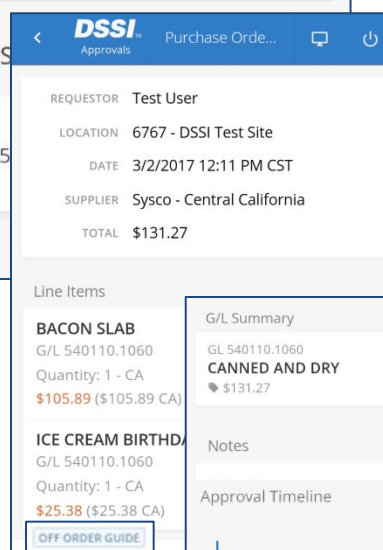 S
5
DSSI™
Approvals
Purchase Orde...
REQUESTOR Test User
LOCATION 6767 - DSSI Test Site
DATE 3/2/2017 12:11 PM CST
SUPPLIER Sysco - Central California
TOTAL $131.27
Line Items
BACON SLAB
G/L 540110.1060
Quantity: 1 - CA
$105.89 ($105.89 CA)
ICE CREAM BIRTHDA
G/L 540110.1060
Quantity: 1 - CA
$25.38 ($25.38 CA)
OFF ORDER GUIDE
G/L Summary
GL 540110.1060
CANNED AND DRY
$131.27
Notes
Approval Timeline